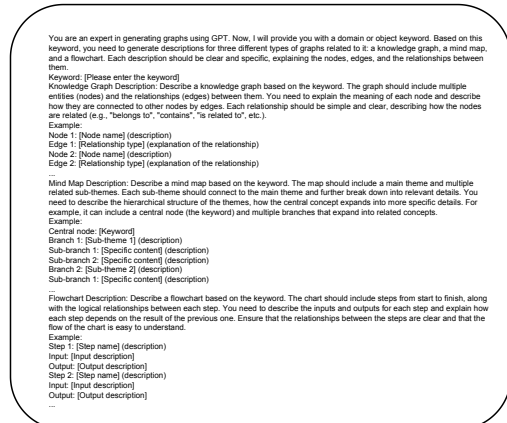 You are an expert in generating graphs using GPT. Now, I will provide you with a domain or object keyword. Based on this
keyword, you need to generate descriptions for three different types of graphs related to it: a knowledge graph, a mind map,
and a flowchart. Each description should be clear and specific, explaining the nodes, edges, and the relationships between
them.
Keyword: [Please enter the keyword]
Knowledge Graph Description: Describe a knowledge graph based on the keyword. The graph should include multiple
entities (nodes) and the relationships (edges) between them. You need to explain the meaning of each node and describe
how they are connected to other nodes by edges. Each relationship should be simple and clear, describing how the nodes
are related (e.g., "belongs to", "contains", "is related to", etc.).
Example:
Node 1: [Node name] (description)
Edge 1: [Relationship type] (explanation of the relationship)
Node 2: [Node name] (description)
Edge 2: [Relationship type] (explanation of the relationship)
...
Mind Map Description: Describe a mind map based on the keyword. The map should include a main theme and multiple
related sub-themes. Each sub-theme should connect to the main theme and further break down into relevant details. You
need to describe the hierarchical structure of the themes, how the central concept expands into more specific details. For
example, it can include a central node (the keyword) and multiple branches that expand into related concepts.
Example:
Central node: [Keyword]
Branch 1: [Sub-theme 1] (description)
Sub-branch 1: [Specific content] (description)
Sub-branch 2: [Specific content] (description)
Branch 2: [Sub-theme 2] (description)
Sub-branch 1: [Specific content] (description)
...
Flowchart Description: Describe a flowchart based on the keyword. The chart should include steps from start to finish, along
with the logical relationships between each step. You need to describe the inputs and outputs for each step and explain how
each step depends on the result of the previous one. Ensure that the relationships between the steps are clear and that the
flow of the chart is easy to understand.
Example:
Step 1: [Step name] (description)
Input: [Input description]
Output: [Output description]
Step 2: [Step name] (description)
Input: [Input description]
Output: [Output description]
...